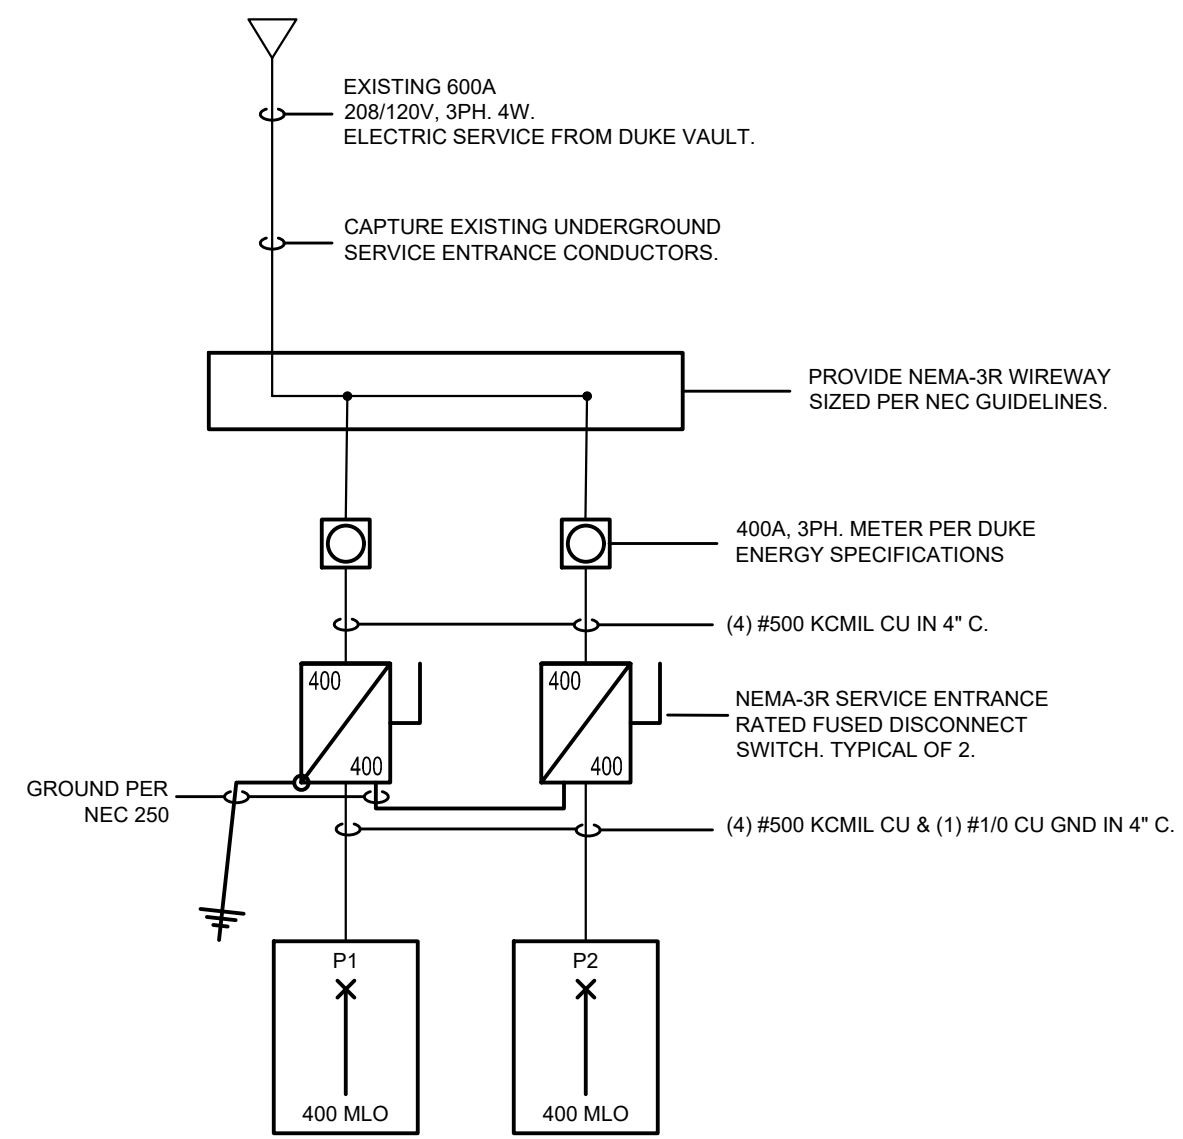 EXISTING 600A
208/120V, 3PH. 4W.
ELECTRIC SERVICE FROM DUKE VAULT.
CAPTURE EXISTING UNDERGROUND
SERVICE ENTRANCE CONDUCTORS.
PROVIDE NEMA-3R WIREWAY
SIZED PER NEC GUIDELINES.
400A, 3PH. METER PER DUKE
ENERGY SPECIFICATIONS
(4) #500 KCMIL CU IN 4" C.
400
400
400
400
NEMA-3R SERVICE ENTRANCE
RATED FUSED DISCONNECT
SWITCH. TYPICAL OF 2.
GROUND PER
NEC 250
(4) #500 KCMIL CU & (1) #1/0 CU GND IN 4" C.
P1
400 MLO
P2
400 MLO